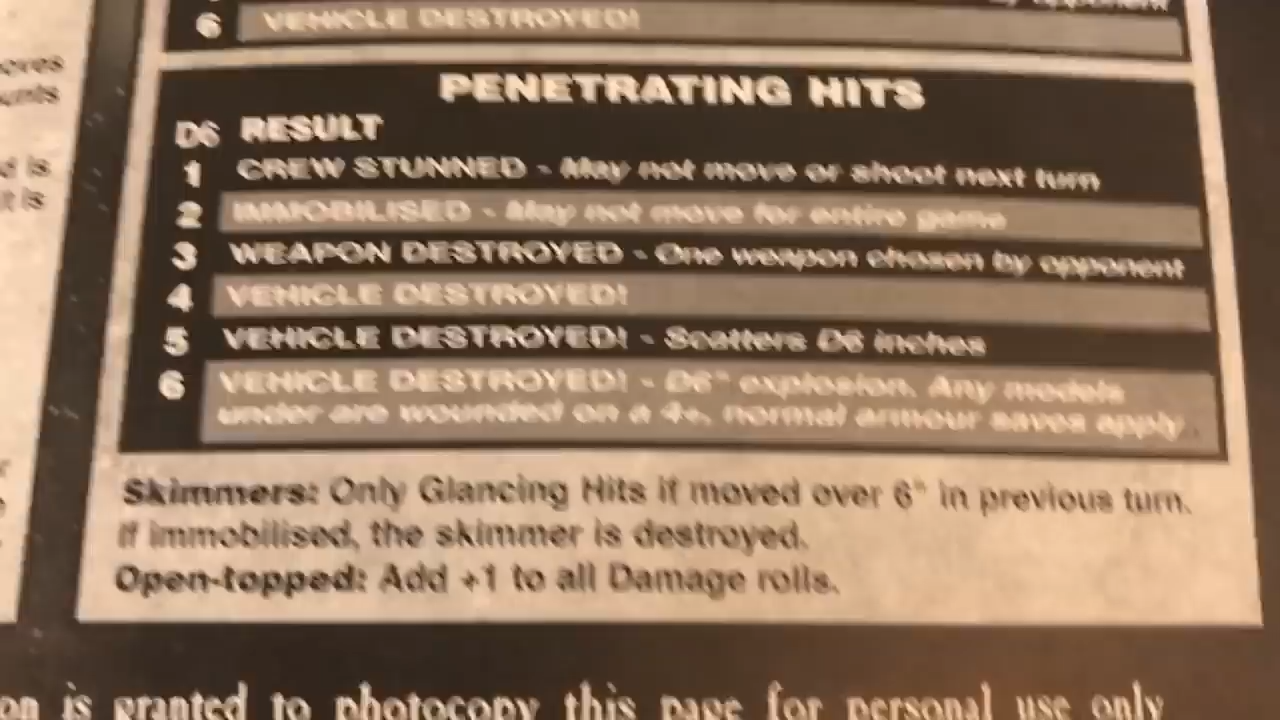 by opponent
6 VEHICLE DESTROYED!
PENETRATING HITS
D6 RESULT
1 CREW STUNNED - May not move or shoot next turn
2 IMMOBILISED - May not move for entire game
3 WEAPON DESTROYED - One weapon chosen by opponent
4 VEHICLE DESTROYED!
5 VEHICLE DESTROYED! - Scatters D6 inches
6 VEHICLE DESTROYED! - D6" explosion. Any models
under are wounded on a 4+, normal armour saves apply.
Skimmers: Only Glancing Hits if moved over 6" in previous turn.
If immobilised, the skimmer is destroyed.
Open-topped: Add +1 to all Damage rolls.
is granted to photocopy this page for personal use only